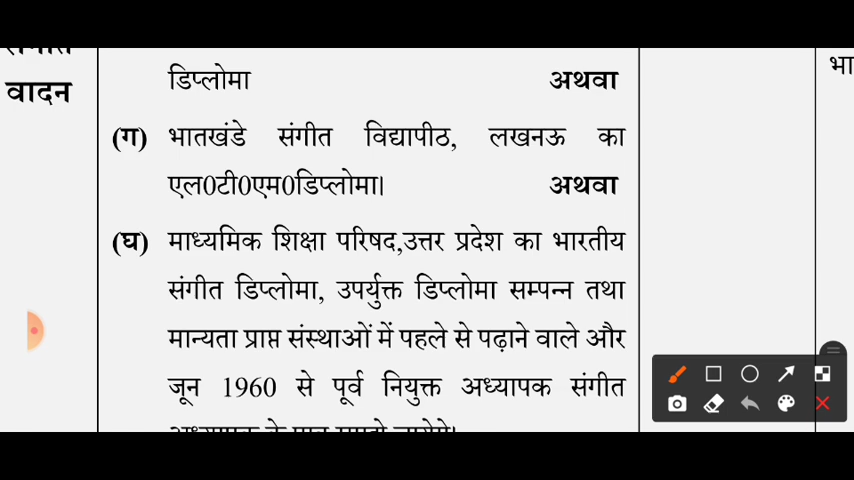 वादन
डिप्लोमा अथवा
भा
(ग) भातखंडे संगीत विद्यापीठ, लखनऊ का
एल0टी0एम0डिप्लोमा। अथवा
(घ) माध्यमिक शिक्षा परिषद,उत्तर प्रदेश का भारतीय
संगीत डिप्लोमा, उपर्युक्त डिप्लोमा सम्पन्न तथा
मान्यता प्राप्त संस्थाओं में पहले से पढ़ाने वाले और
जून 1960 से पूर्व नियुक्त अध्यापक संगीत